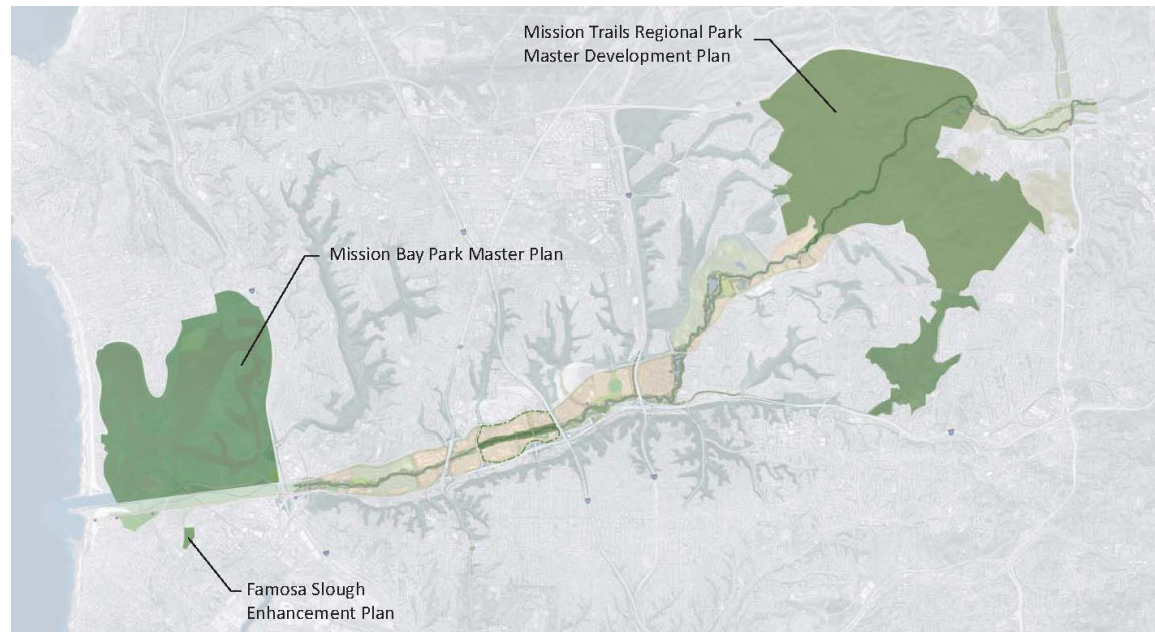 Mission Trails Regional Park
Master Development Plan
Mission Bay Park Master Plan
Famosa Slough
Enhancement Plan